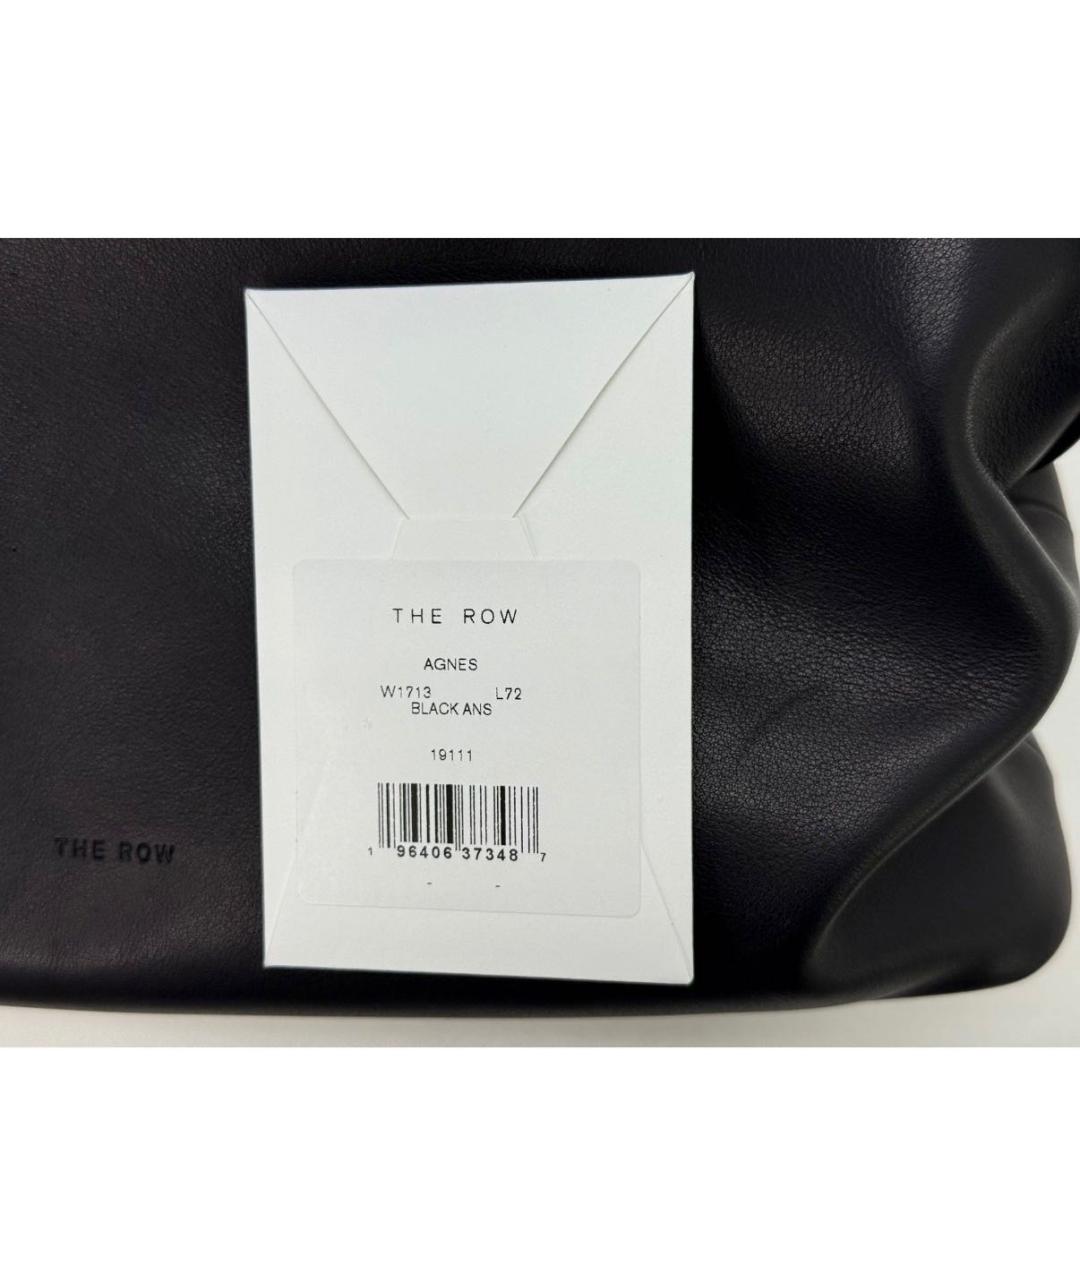 THE ROW
AGNES
W1713 L72
BLACK ANS
19111
1 96406 37348 7
THE ROW